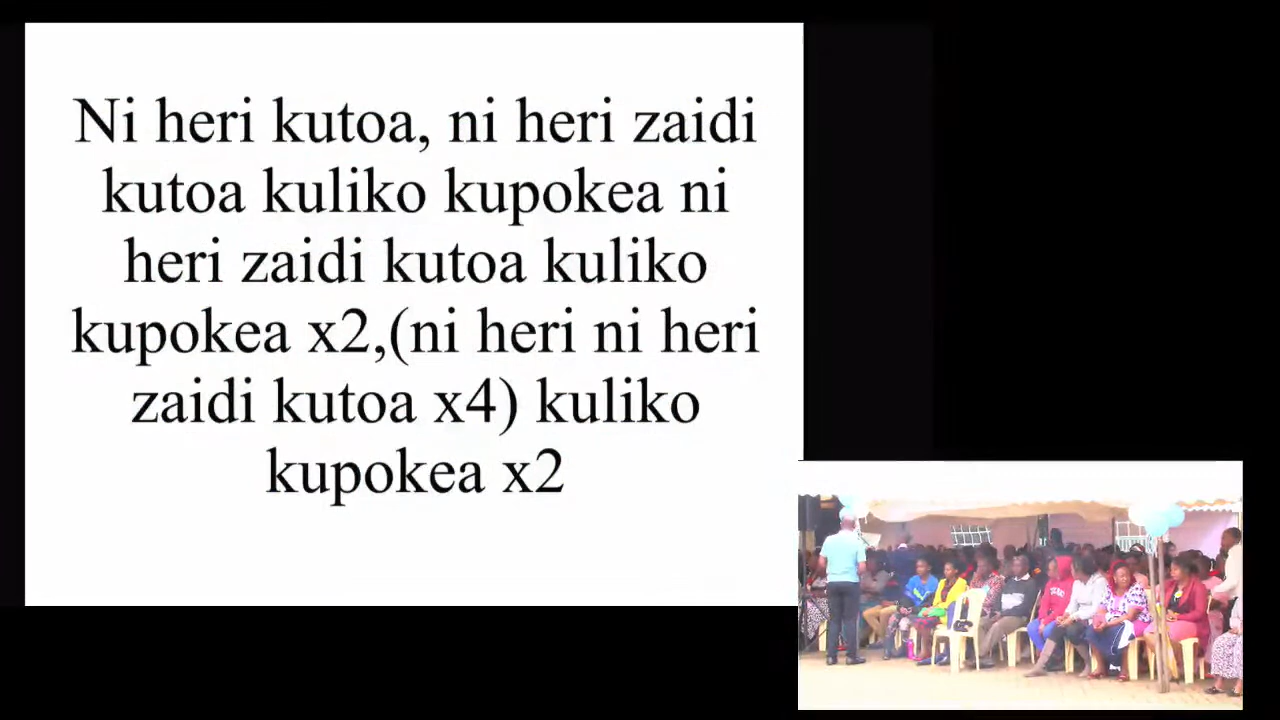 Ni heri kutoa, ni heri zaidi
kutoa kuliko kupokea ni
heri zaidi kutoa kuliko
kupokea x2,(ni heri ni heri
zaidi kutoa x4) kuliko
kupokea x2